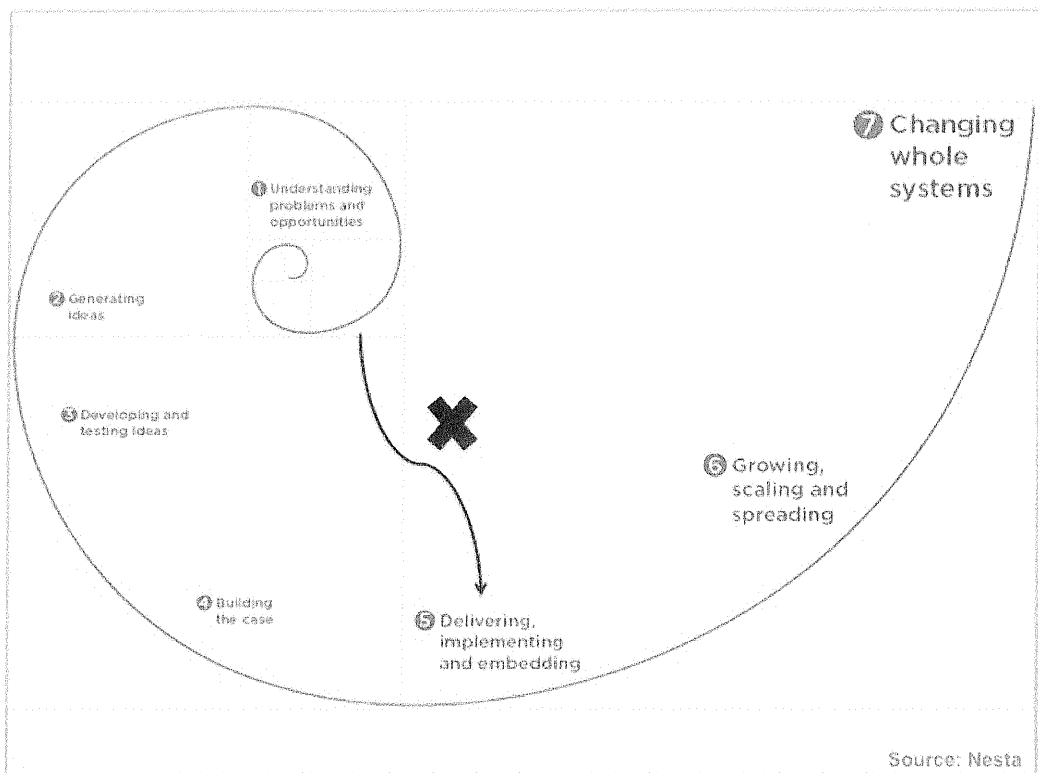 1 Understanding
problems and
opportunities
2 Generating
ideas
3 Developing and
testing ideas
4 Building
the case
5 Delivering,
implementing
and embedding
6 Growing,
scaling and
spreading
7 Changing
whole
systems
Source: Nesta